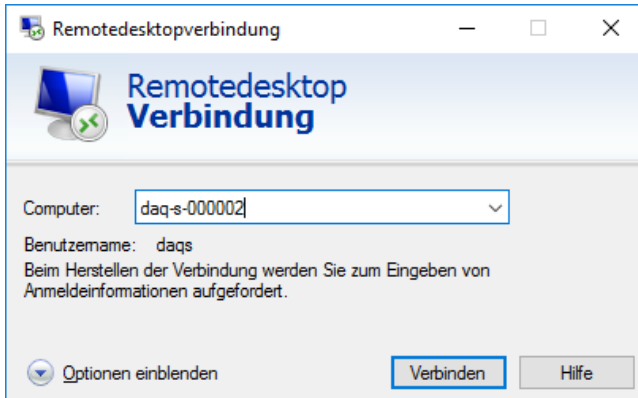 Remotedesktopverbindung
Remotedesktop
Verbindung
Computer: daq-s-000002
Benutzername: daqs
Beim Herstellen der Verbindung werden Sie zum Eingeben von
Anmeldeinformationen aufgefordert.
Optionen einblenden Verbinden Hilfe